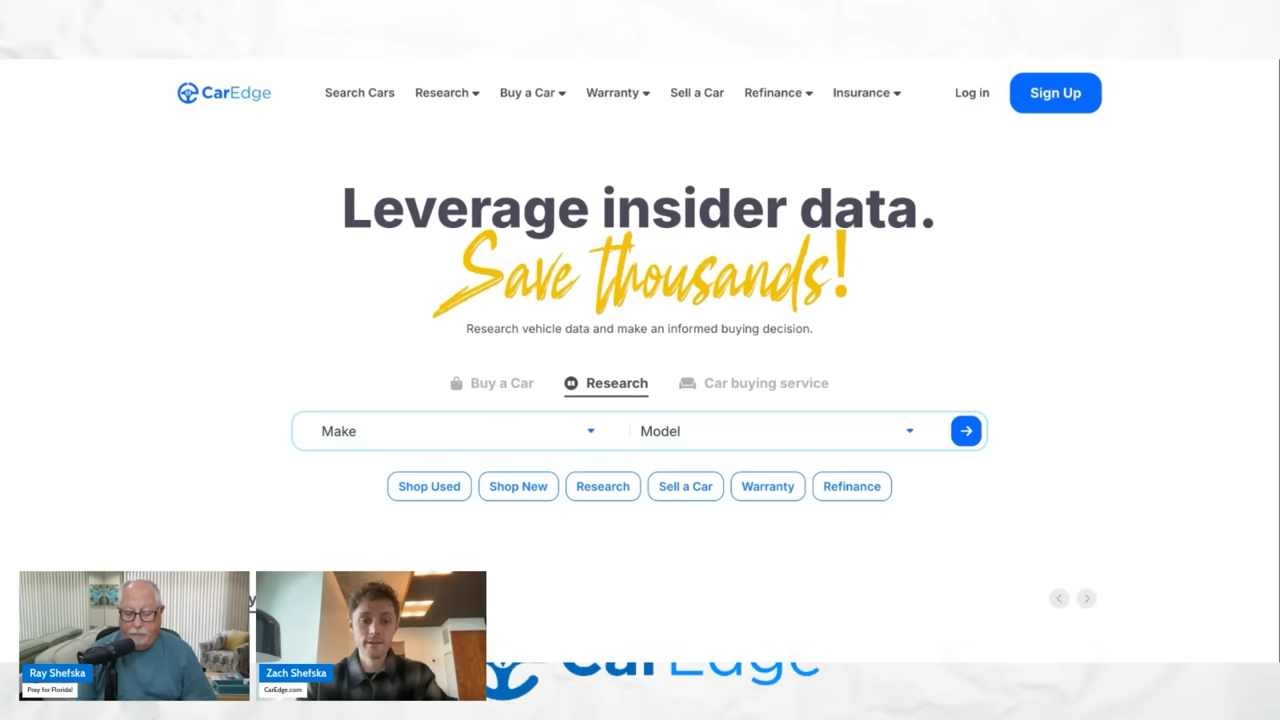 CarEdge
Search Cars Research Buy a Car Warranty Sell a Car Refinance Insurance Log in Sign Up
Leverage insider data.
Save thousands!
Research vehicle data and make an informed buying decision.
Buy a Car Research Car buying service
Make Model
Shop Used Shop New Research Sell a Car Warranty Refinance
Ray Shefska
Pray for Florida!
Zach Shefska
CarEdge.com
CarEdge